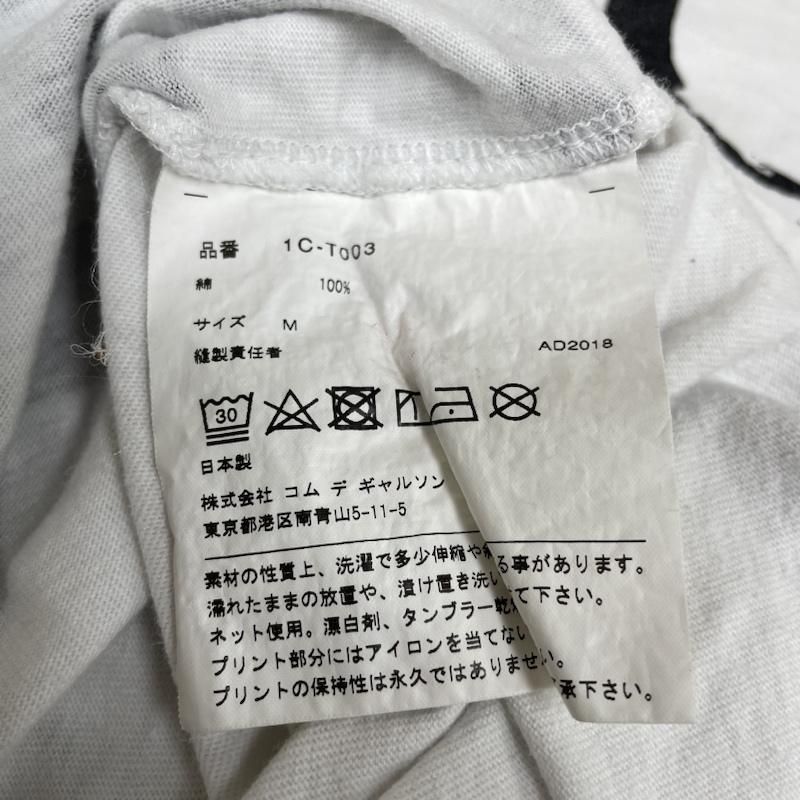 品番 1C-T003
綿 100%
サイズ M
縫製責任者 AD2018
30
日本製
株式会社 コム デ ギャルソン
東京都港区南青山5-11-5
素材の性質上、洗濯で多少伸縮や る事があります。
濡れたままの放置や、漬け置き洗い て下さい。
ネット使用。漂白剤、タンブラー乾
プリント部分にはアイロンを当てない 。
プリントの保持性は永久ではありません 承下さい。